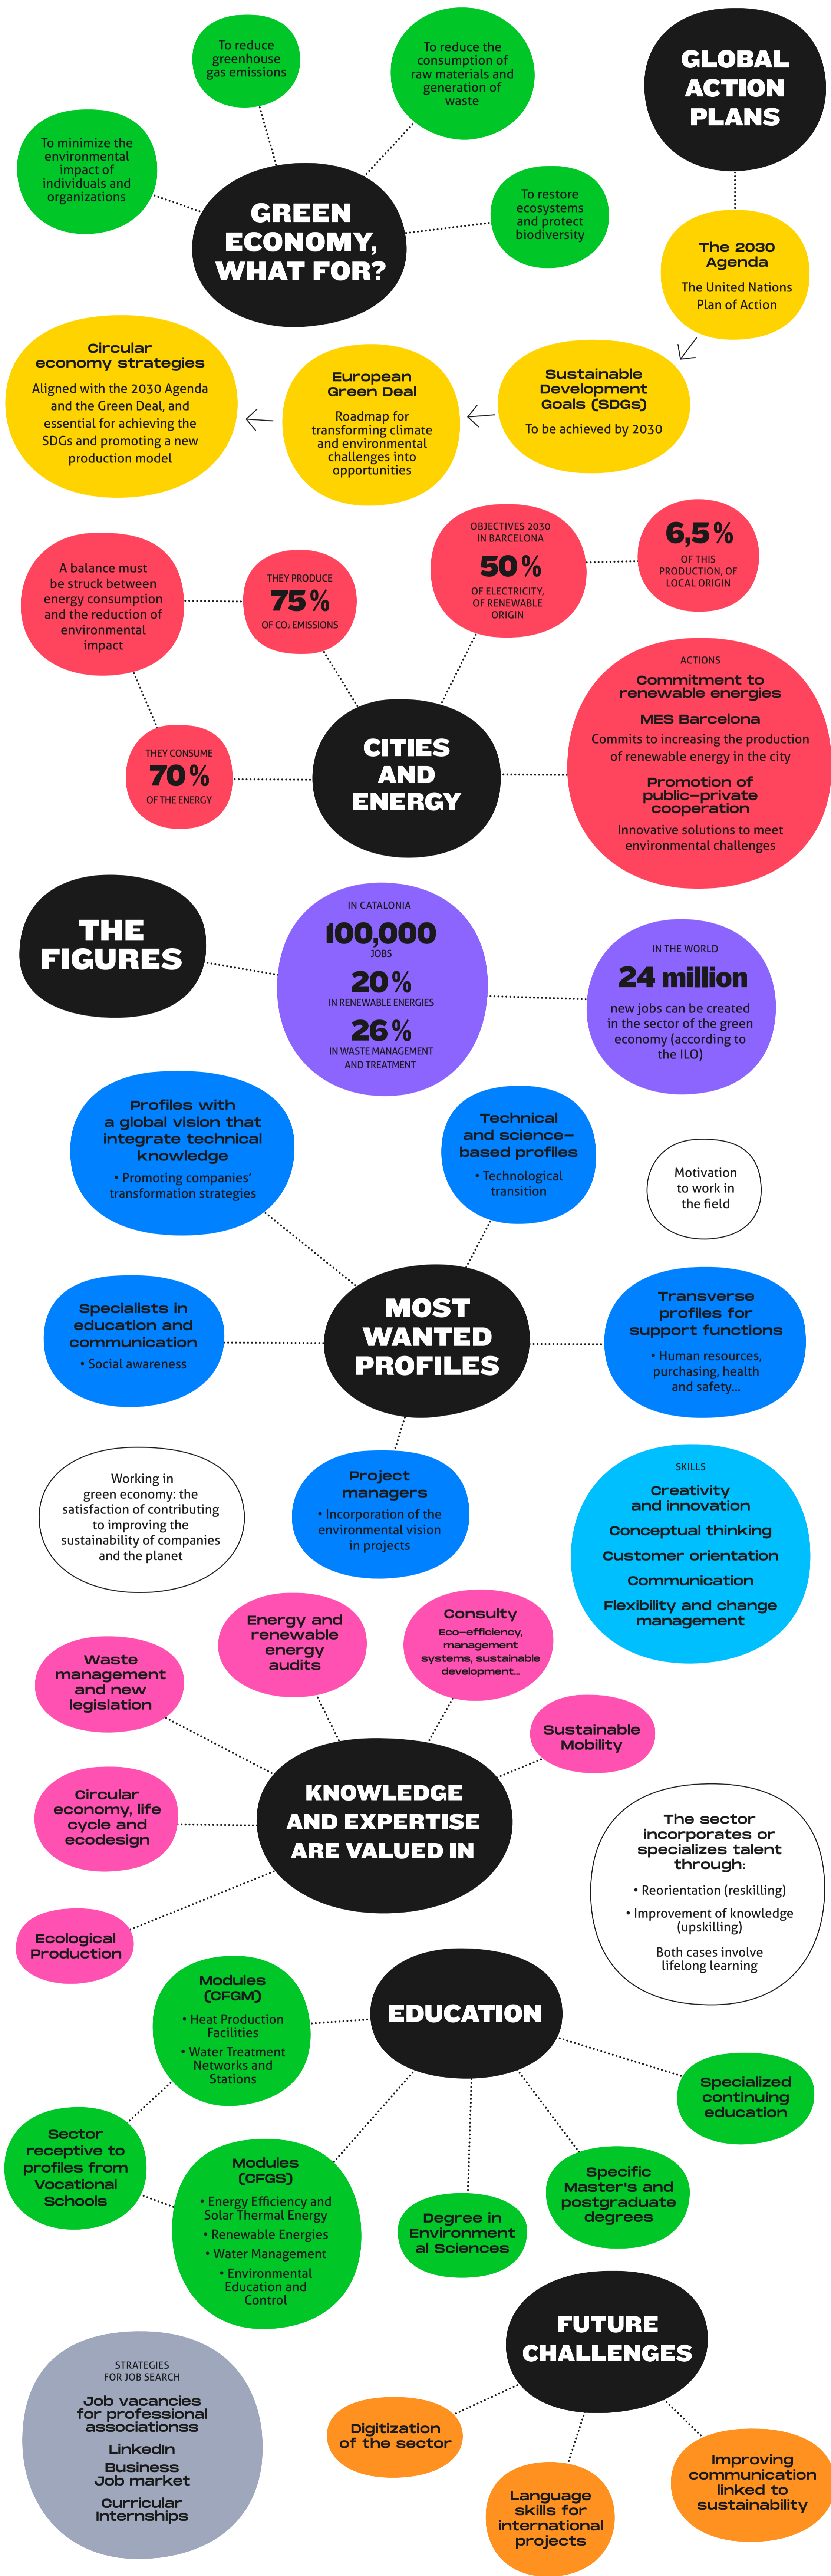 To reduce
greenhouse
gas emissions
To reduce the
consumption of
raw materials and
generation of
waste
GLOBAL
ACTION
PLANS
To minimize the
environmental
impact of
individuals and
organizations
GREEN
ECONOMY,
WHAT FOR?
To restore
ecosystems
and protect
biodiversity
The 2030
Agenda
The United Nations
Plan of Action
Sustainable
Development
Goals (SDGs)
To be achieved by 2030
European
Green Deal
Roadmap for
transforming climate
and environmental
challenges into
opportunities
Circular
economy strategies
Aligned with the 2030 Agenda
and the Green Deal, and
essential for achieving the
SDGs and promoting a new
production model
A balance must
be struck between
energy consumption
and the reduction of
environmental
impact
THEY PRODUCE
75%
OF CO₂ EMISSIONS
OBJECTIVES 2030
IN BARCELONA
50%
OF ELECTRICITY,
OF RENEWABLE
ORIGIN
6,5%
OF THIS
PRODUCTION, OF
LOCAL ORIGIN
THEY CONSUME
70%
OF THE ENERGY
CITIES
AND
ENERGY
ACTIONS
Commitment to
renewable energies
MES Barcelona
Commits to increasing the production
of renewable energy in the city
Promotion of
public–private
cooperation
Innovative solutions to meet
environmental challenges
THE
FIGURES
IN CATALONIA
100,000
JOBS
20%
IN RENEWABLE ENERGIES
26%
IN WASTE MANAGEMENT
AND TREATMENT
IN THE WORLD
24 million
new jobs can be created
in the sector of the green
economy (according to
the ILO)
Profiles with
a global vision that
integrate technical
knowledge
• Promoting companies'
transformation strategies
Technical
and science–
based profiles
• Technological
transition
Motivation
to work in
the field
Specialists in
education and
communication
• Social awareness
MOST
WANTED
PROFILES
Transverse
profiles for
support functions
• Human resources,
purchasing, health
and safety...
Working in
green economy: the
satisfaction of contributing
to improving the
sustainability of companies
and the planet
Project
managers
• Incorporation of the
environmental vision
in projects
SKILLS
Creativity
and innovation
Conceptual thinking
Customer orientation
Communication
Flexibility and change
management
Waste
management
and new
legislation
Energy and
renewable
energy
audits
Consulty
Eco–efficiency,
management
systems, sustainable
development...
Sustainable
Mobility
Circular
economy, life
cycle and
ecodesign
KNOWLEDGE
AND EXPERTISE
ARE VALUED IN
Ecological
Production
The sector
incorporates or
specializes talent
through:
• Reorientation (reskilling)
• Improvement of knowledge
(upskilling)
Both cases involve
lifelong learning
Modules
(CFGM)
• Heat Production
Facilities
• Water Treatment
Networks and
Stations
EDUCATION
Specialized
continuing
education
Sector
receptive to
profiles from
Vocational
Schools
Modules
(CFGS)
• Energy Efficiency and
Solar Thermal Energy
• Renewable Energies
• Water Management
• Environmental
Education and
Control
Degree in
Environment
al Sciences
Specific
Master's and
postgraduate
degrees
FUTURE
CHALLENGES
STRATEGIES
FOR JOB SEARCH
Job vacancies
for professional
associationss
LinkedIn
Business
Job market
Curricular
Internships
Digitization
of the sector
Language
skills for
international
projects
Improving
communication
linked to
sustainability